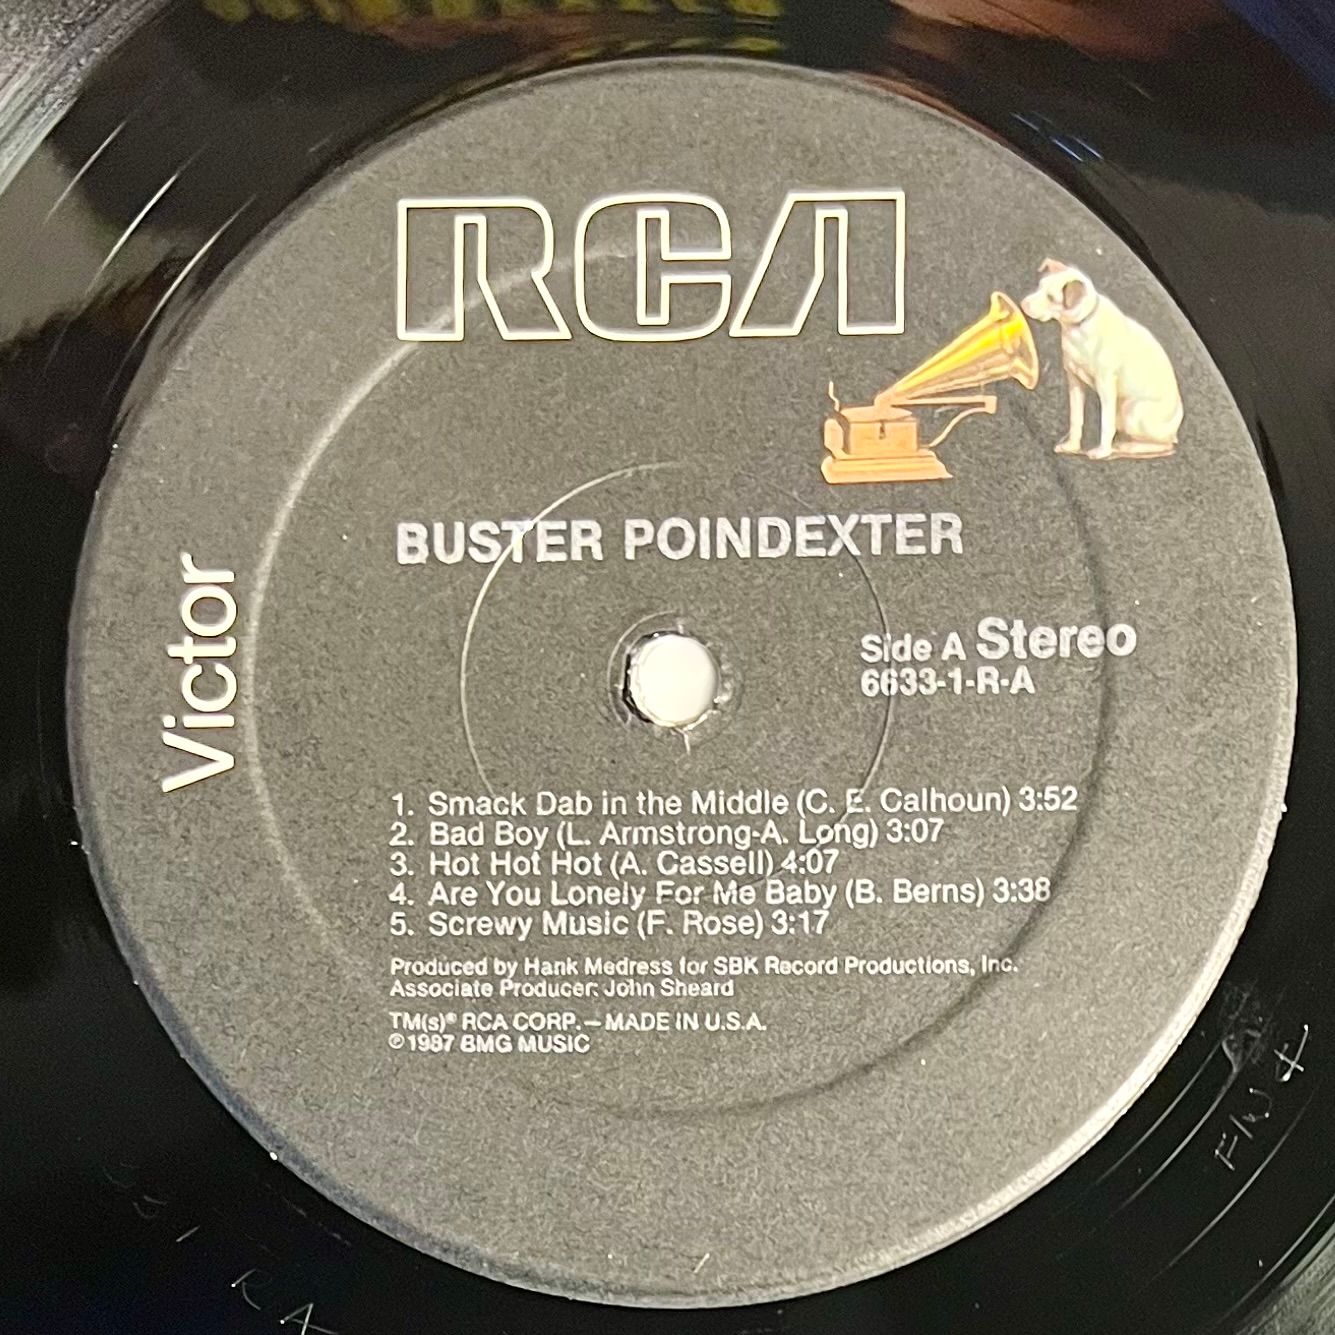 RCA
Victor
BUSTER POINDEXTER
Side A Stereo
6633-1-R-A
1. Smack Dab in the Middle (C. E. Calhoun) 3:52
2. Bad Boy (L. Armstrong-A. Long) 3:07
3. Hot Hot Hot (A. Cassell) 4:07
4. Are You Lonely For Me Baby (B. Berns) 3:38
5. Screwy Music (F. Rose) 3:17
Produced by Hank Medress for SBK Record Productions, Inc.
Associate Producer: John Sheard
TM(s)® RCA CORP.—MADE IN U.S.A.
℗1987 BMG MUSIC